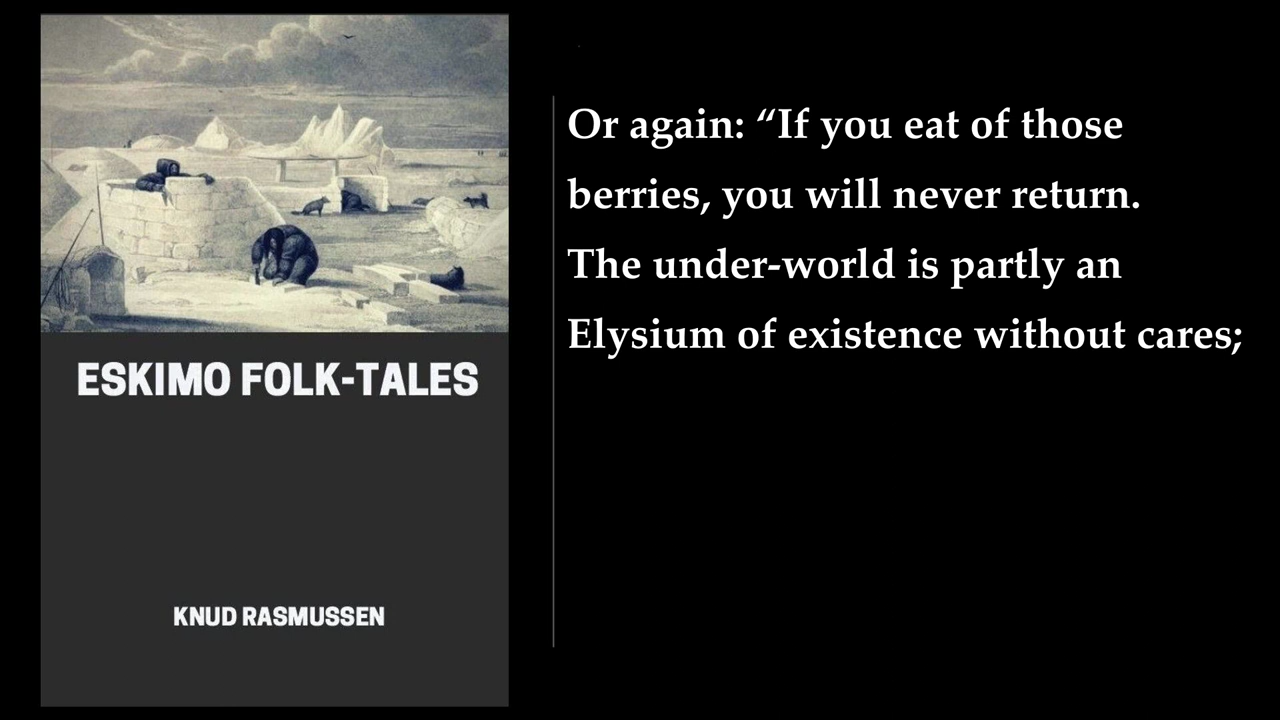 ESKIMO FOLK-TALES
KNUD RASMUSSEN
Or again: “If you eat of those
berries, you will never return.
The under-world is partly an
Elysium of existence without cares;